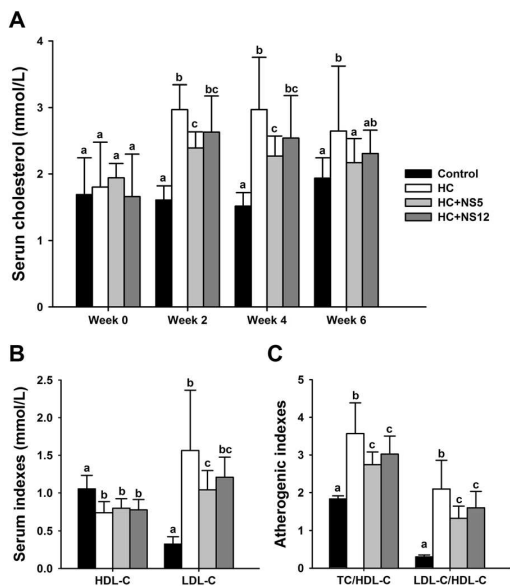 A
Serun cholesterol (mmol/L)
4
3
2
1
0
a a a a
a b c bc
a b c bc
a b a ab
Week 0 Week 2 Week 4 Week 6
Control
HC
HC+NS5
HC+NS12
B
Serum indexes (mmol/L)
2.5
2.0
1.5
1.0
0.5
0.0
a b b b
a b c bc
HDL-C LDL-C
C
Atherogenic indexes
5
4
3
2
1
0
a b c c
a b c c
TC/HDL-C LDL-C/HDL-C